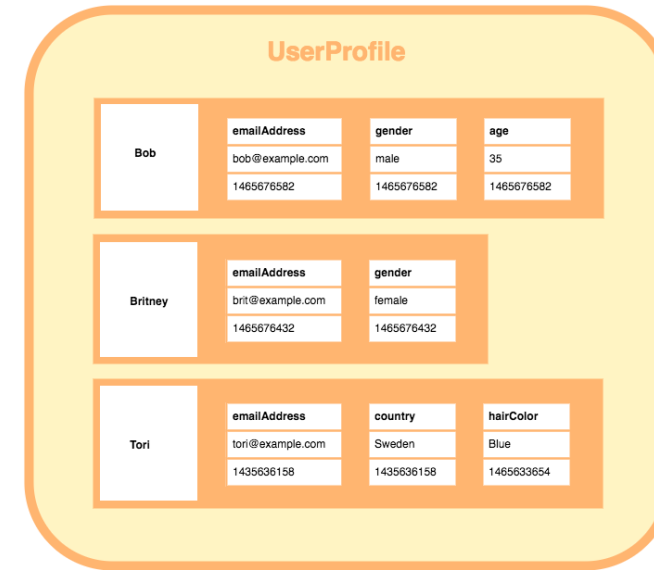 UserProfile
Bob
emailAddress gender age
bob@example.com male 35
1465676582 1465676582 1465676582
Britney
emailAddress gender
brit@example.com female
1465676432 1465676432
Tori
emailAddress country hairColor
tori@example.com Sweden Blue
1435636158 1435636158 1465633654